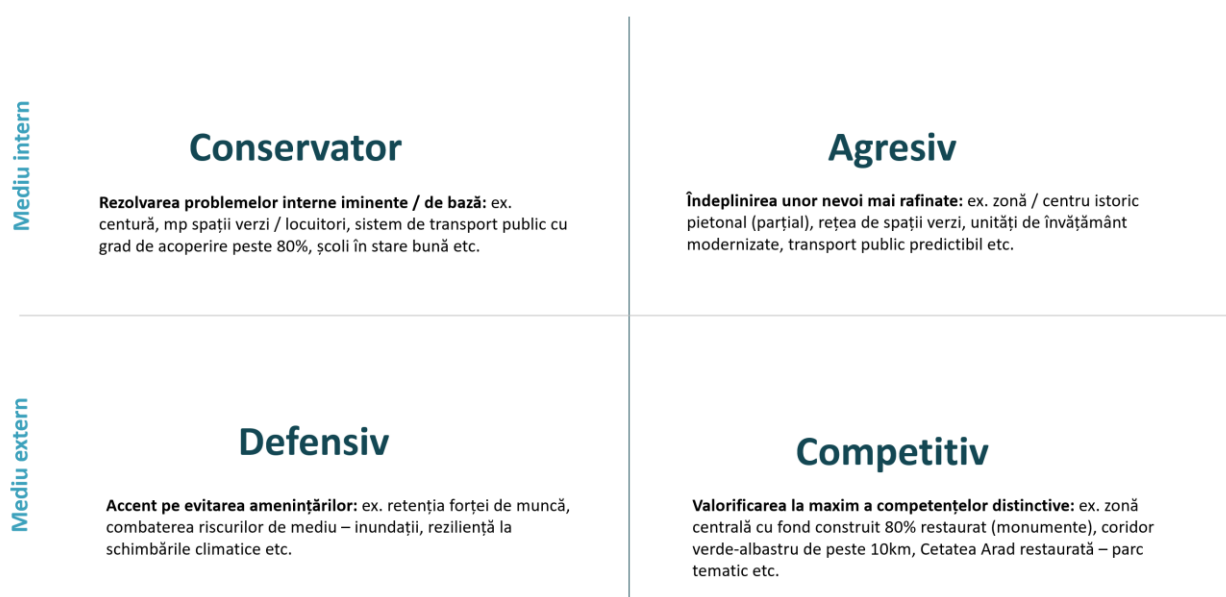 Mediu intern
Conservator
Rezolvarea problemelor interne iminente / de bază: ex.
centură, mp spații verzi / locuitori, sistem de transport public cu
grad de acoperire peste 80%, școli în stare bună etc.
Agresiv
Îndeplinirea unor nevoi mai rafinate: ex. zonă / centru istoric
pietonal (parțial), rețea de spații verzi, unități de învățământ
modernizate, transport public predictibil etc.
Mediu extern
Defensiv
Accent pe evitarea amenințărilor: ex. retenția forței de muncă,
combaterea riscurilor de mediu – inundații, reziliență la
schimbările climatice etc.
Competitiv
Valorificarea la maxim a competențelor distinctive: ex. zonă
centrală cu fond construit 80% restaurat (monumente), coridor
verde-albastru de peste 10km, Cetatea Arad restaurată – parc
tematic etc.